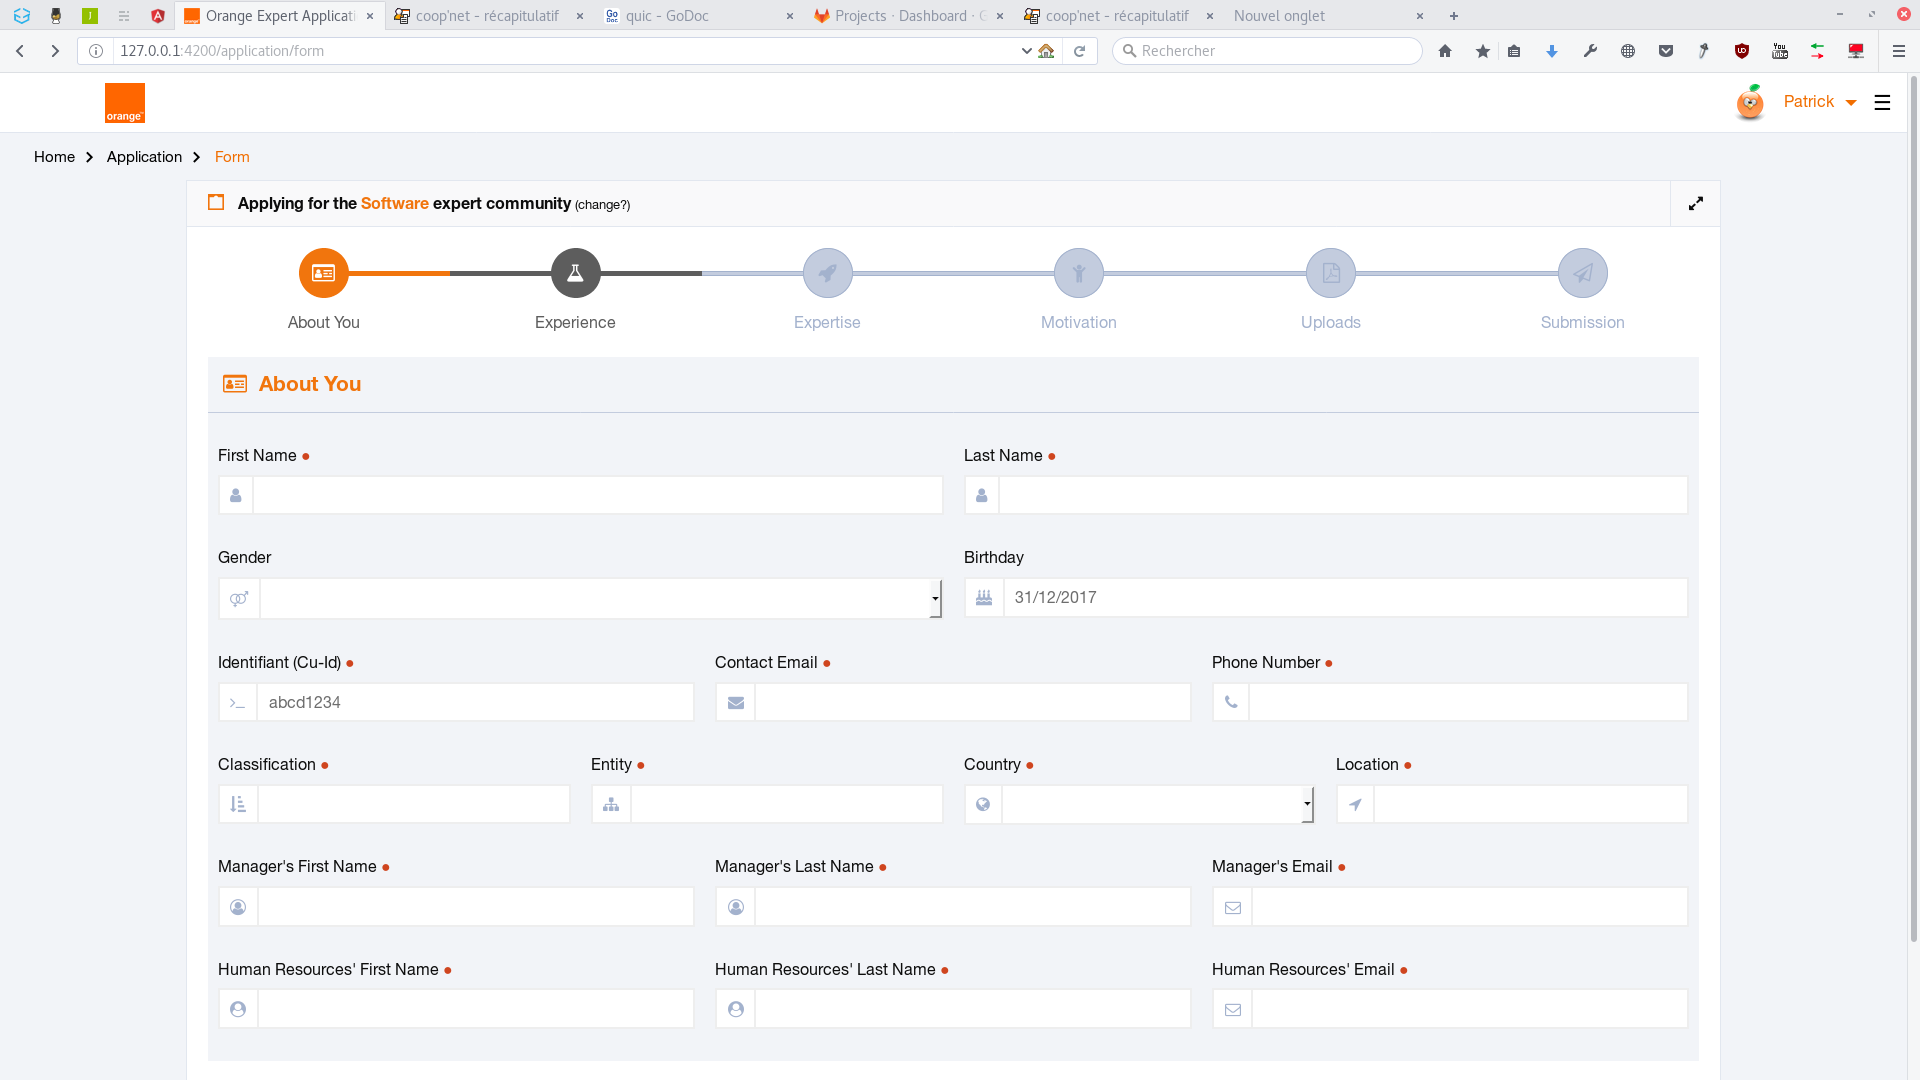 Orange Expert Applicati
coop'net - récapitulatif
quic - GoDoc
Projects · Dashboard · G
coop'net - récapitulatif
Nouvel onglet
127.0.0.1:4200/application/form
Rechercher
orange
Patrick
Home
Application
Form
Applying for the Software expert community (change?)
About You
Experience
Expertise
Motivation
Uploads
Submission
About You
First Name
Last Name
Gender
Birthday
31/12/2017
Identifiant (Cu-Id)
Contact Email
Phone Number
abcd1234
Classification
Entity
Country
Location
Manager's First Name
Manager's Last Name
Manager's Email
Human Resources' First Name
Human Resources' Last Name
Human Resources' Email